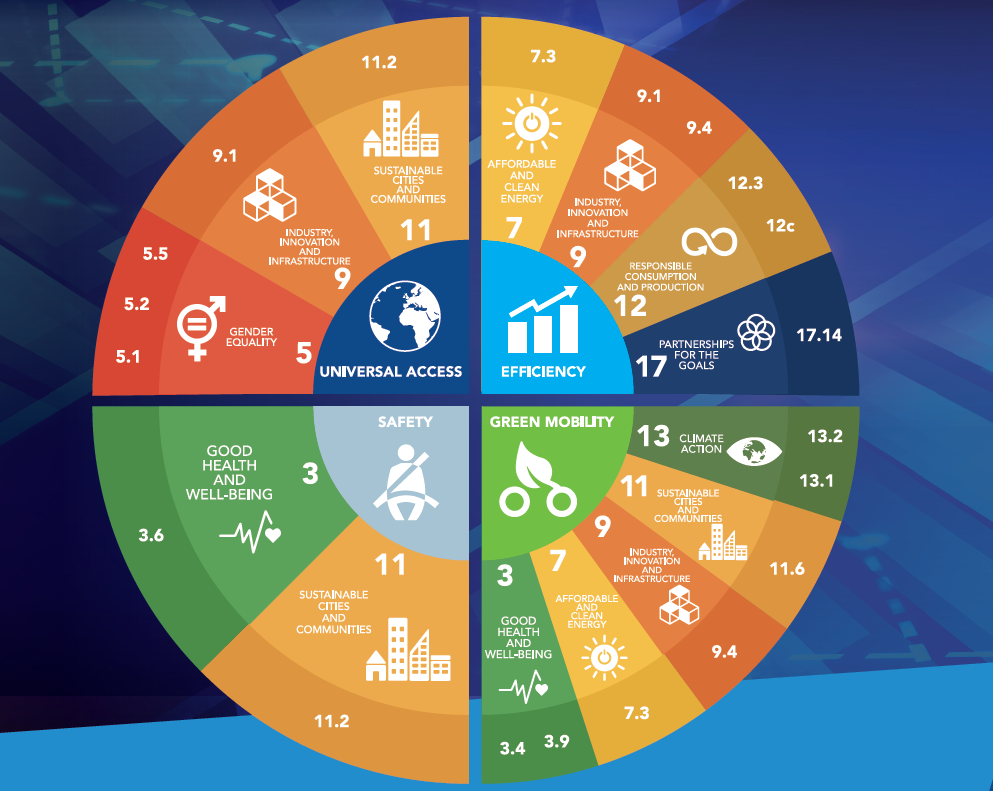 11.2
SUSTAINABLE
CITIES
AND
COMMUNITIES
11
9.1
INDUSTRY,
INNOVATION
AND
INFRASTRUCTURE
9
5.5
5.2
5.1
GENDER
EQUALITY
5
UNIVERSAL ACCESS
7.3
AFFORDABLE
AND
CLEAN
ENERGY
7
9.1
9.4
INDUSTRY,
INNOVATION
AND
INFRASTRUCTURE
9
12.3
12c
RESPONSIBLE
CONSUMPTION
AND PRODUCTION
12
17.14
PARTNERSHIPS
FOR THE
GOALS
17
EFFICIENCY
SAFETY
GOOD
HEALTH
AND
WELL-BEING
3
3.6
11
SUSTAINABLE
CITIES
AND
COMMUNITIES
11.2
GREEN MOBILITY
13
CLIMATE
ACTION
13.2
13.1
11
SUSTAINABLE
CITIES
AND
COMMUNITIES
11.6
9
INDUSTRY,
INNOVATION
AND
INFRASTRUCTURE
9.4
7
AFFORDABLE
AND
CLEAN
ENERGY
7.3
3
GOOD
HEALTH
AND
WELL-BEING
3.4
3.9